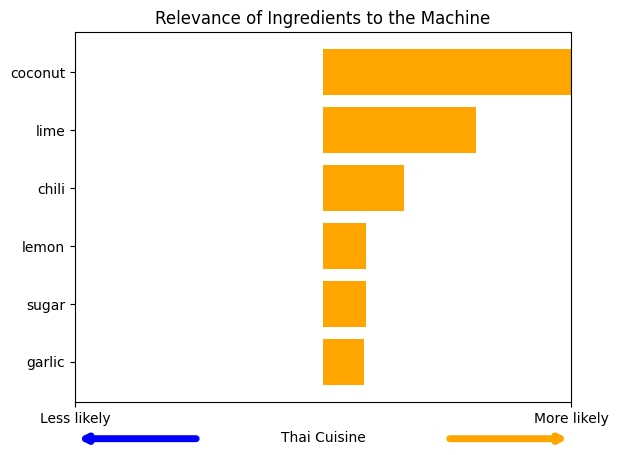 Relevance of Ingredients to the Machine
coconut
lime
chili
lemon
sugar
garlic
Less likely
More likely
Thai Cuisine